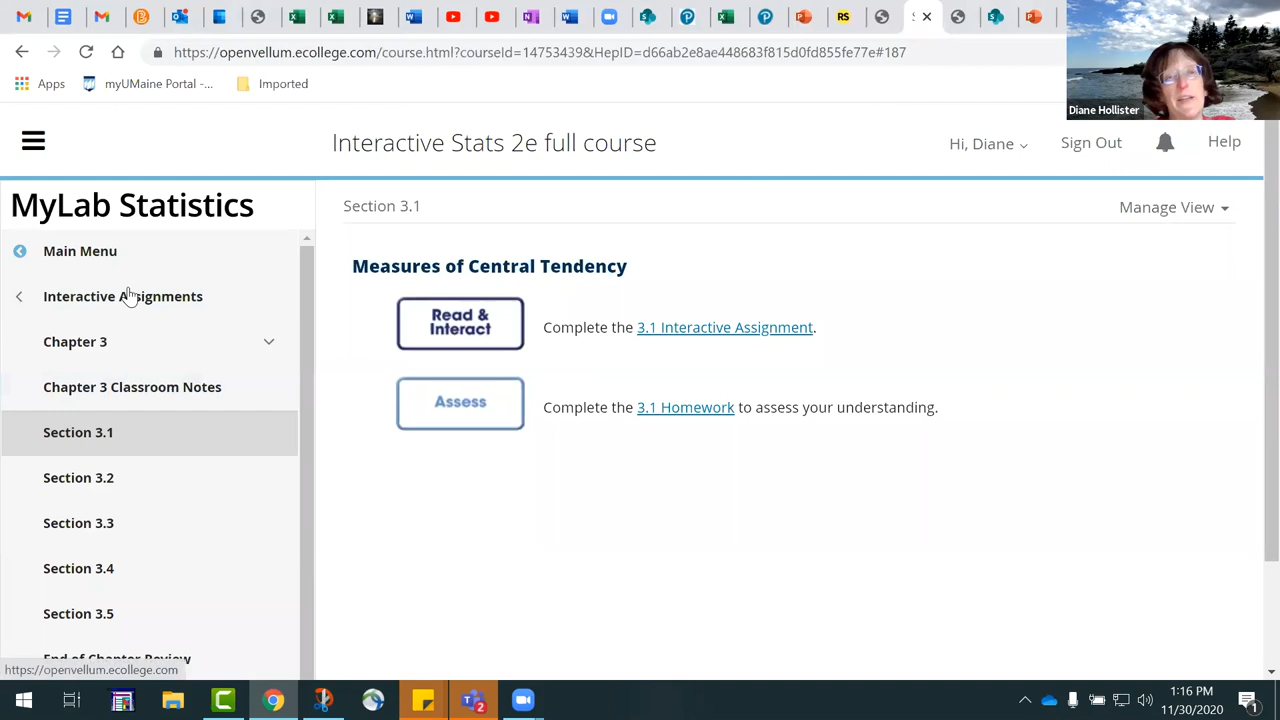 https://openvellum.ecollege.com/course.html?courseId=14753439&HepID=d66ab2e8ae448683f815d0fd855fe77e#187
Apps
myUMaine Portal -...
Imported
Diane Hollister
Interactive Stats 2e full course
Hi, Diane
Sign Out
Help
MyLab Statistics
Section 3.1
Manage View
Main Menu
Measures of Central Tendency
Interactive Assignments
Read &
Interact
Complete the 3.1 Interactive Assignment.
Chapter 3
Chapter 3 Classroom Notes
Assess
Complete the 3.1 Homework to assess your understanding.
Section 3.1
Section 3.2
Section 3.3
Section 3.4
Section 3.5
End of Chapter Review
https://openvellum.ecollege.com
1:16 PM
11/30/2020